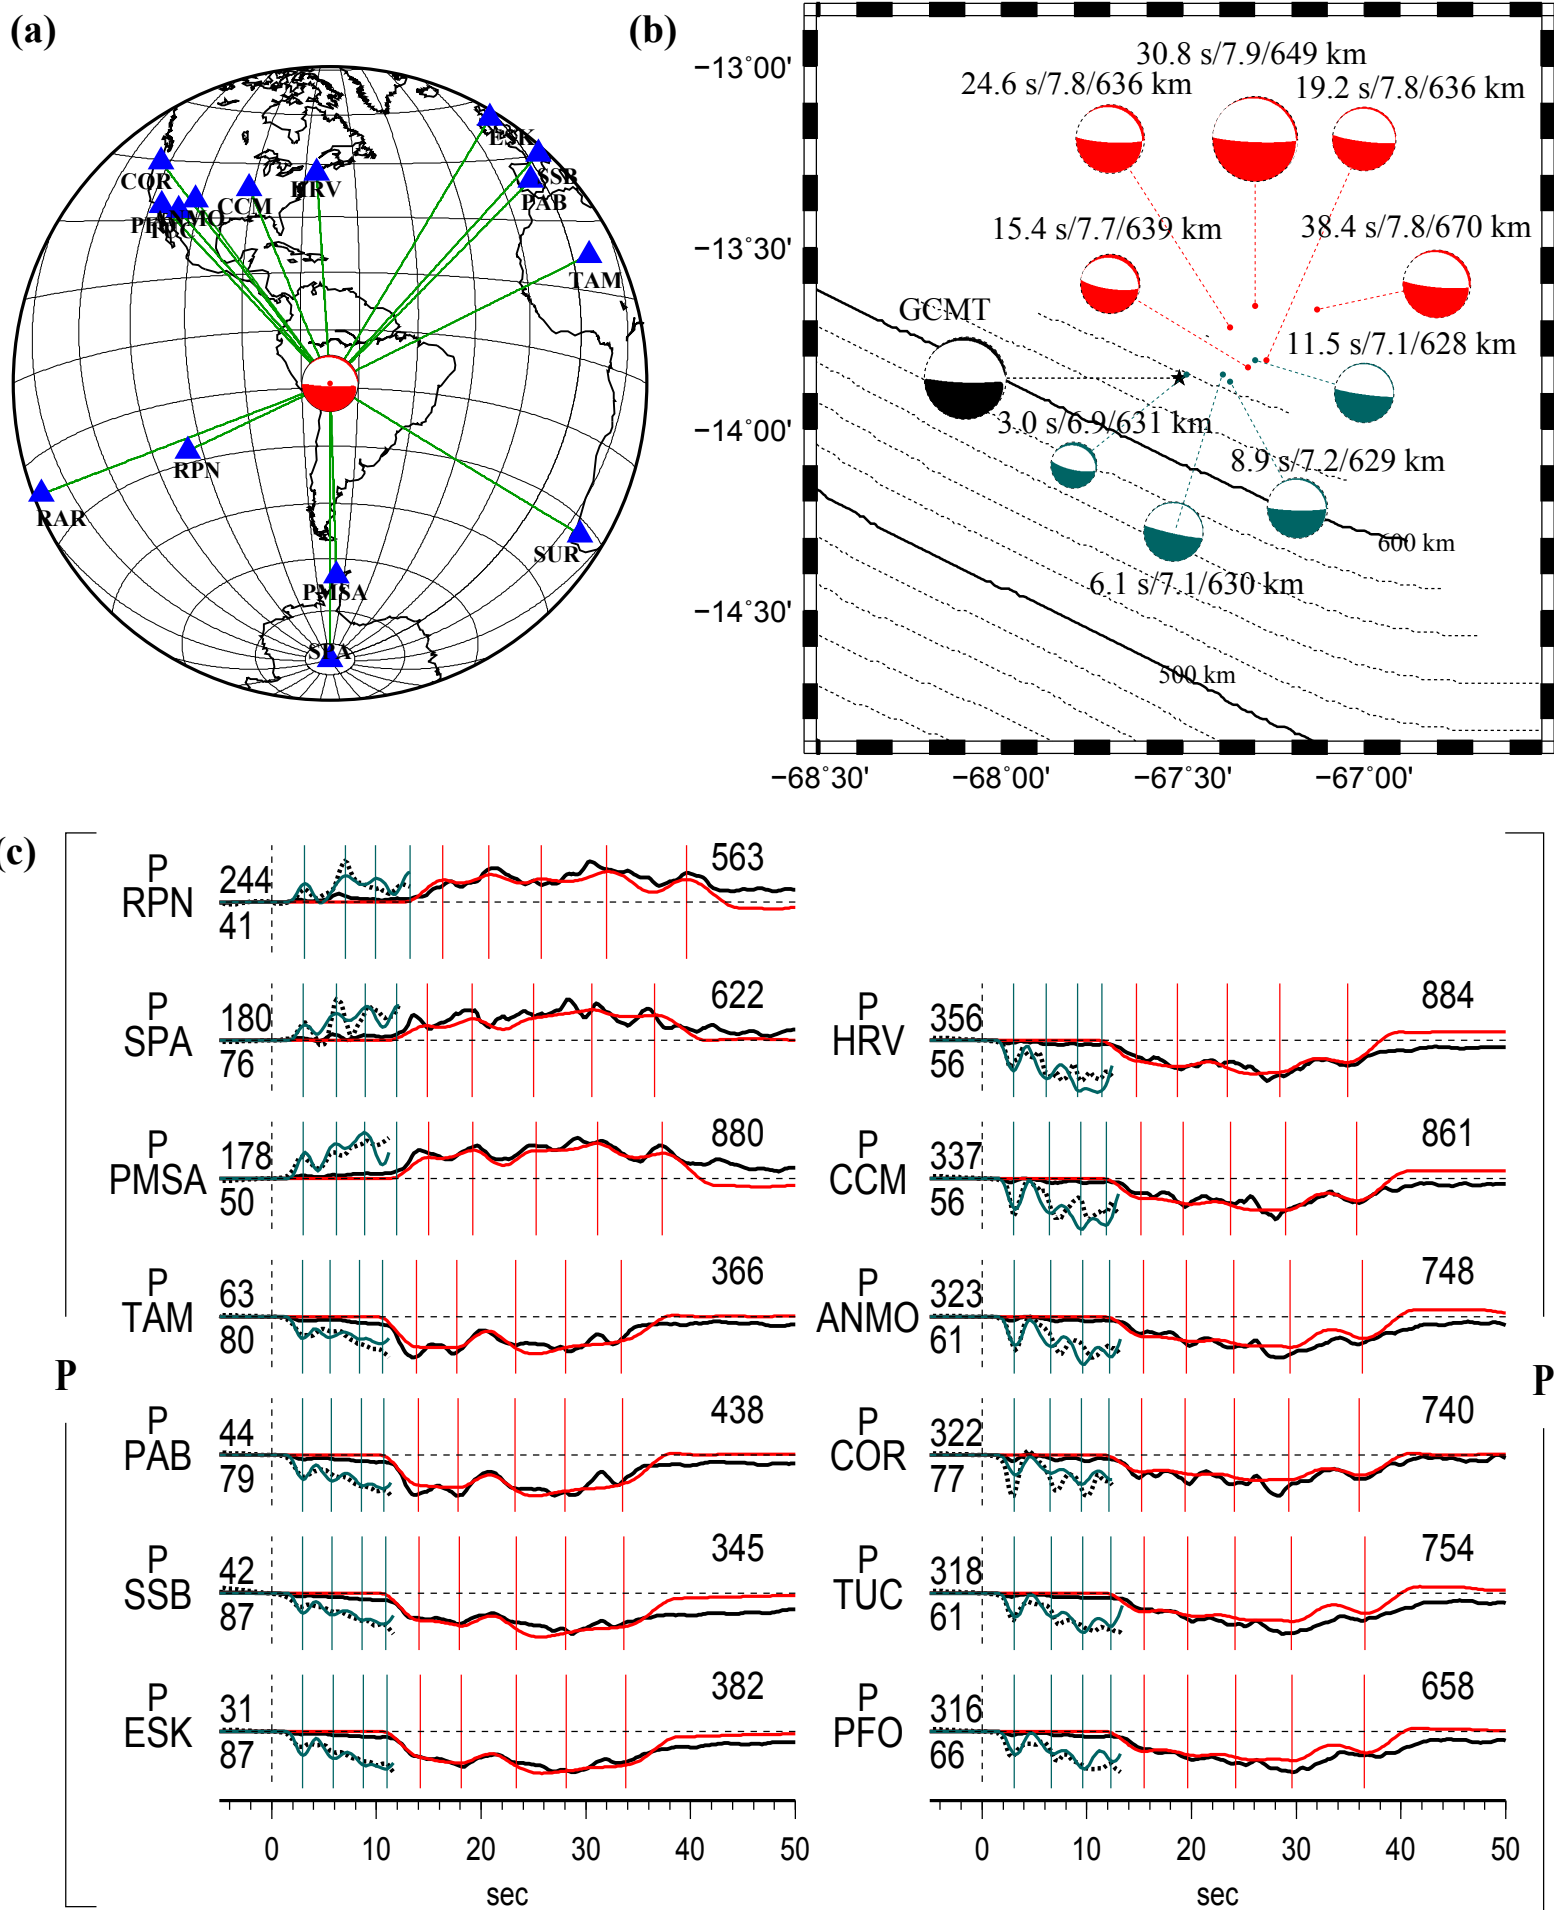 (a)
COR
PFO
TUC
ANMO
CCM
HRV
ESK
SSB
PAB
TAM
RPN
RAR
SUR
PMSA
SPA
(b)
30.8 s/7.9/649 km
24.6 s/7.8/636 km
19.2 s/7.8/636 km
15.4 s/7.7/639 km
38.4 s/7.8/670 km
GCMT
11.5 s/7.1/628 km
3.0 s/6.9/631 km
8.9 s/7.2/629 km
6.1 s/7.1/630 km
600 km
500 km
−13˚00'
−13˚30'
−14˚00'
−14˚30'
−68˚30'
−68˚00'
−67˚30'
−67˚00'
(c)
P
RPN
244
41
563
P
SPA
180
76
622
P
PMSA
178
50
880
P
TAM
63
80
366
P
PAB
44
79
438
P
SSB
42
87
345
P
ESK
31
87
382
0 10 20 30 40 50
sec
P
P
HRV
356
56
884
P
CCM
337
56
861
P
ANMO
323
61
748
P
COR
322
77
740
P
TUC
318
61
754
P
PFO
316
66
658
0 10 20 30 40 50
sec
P